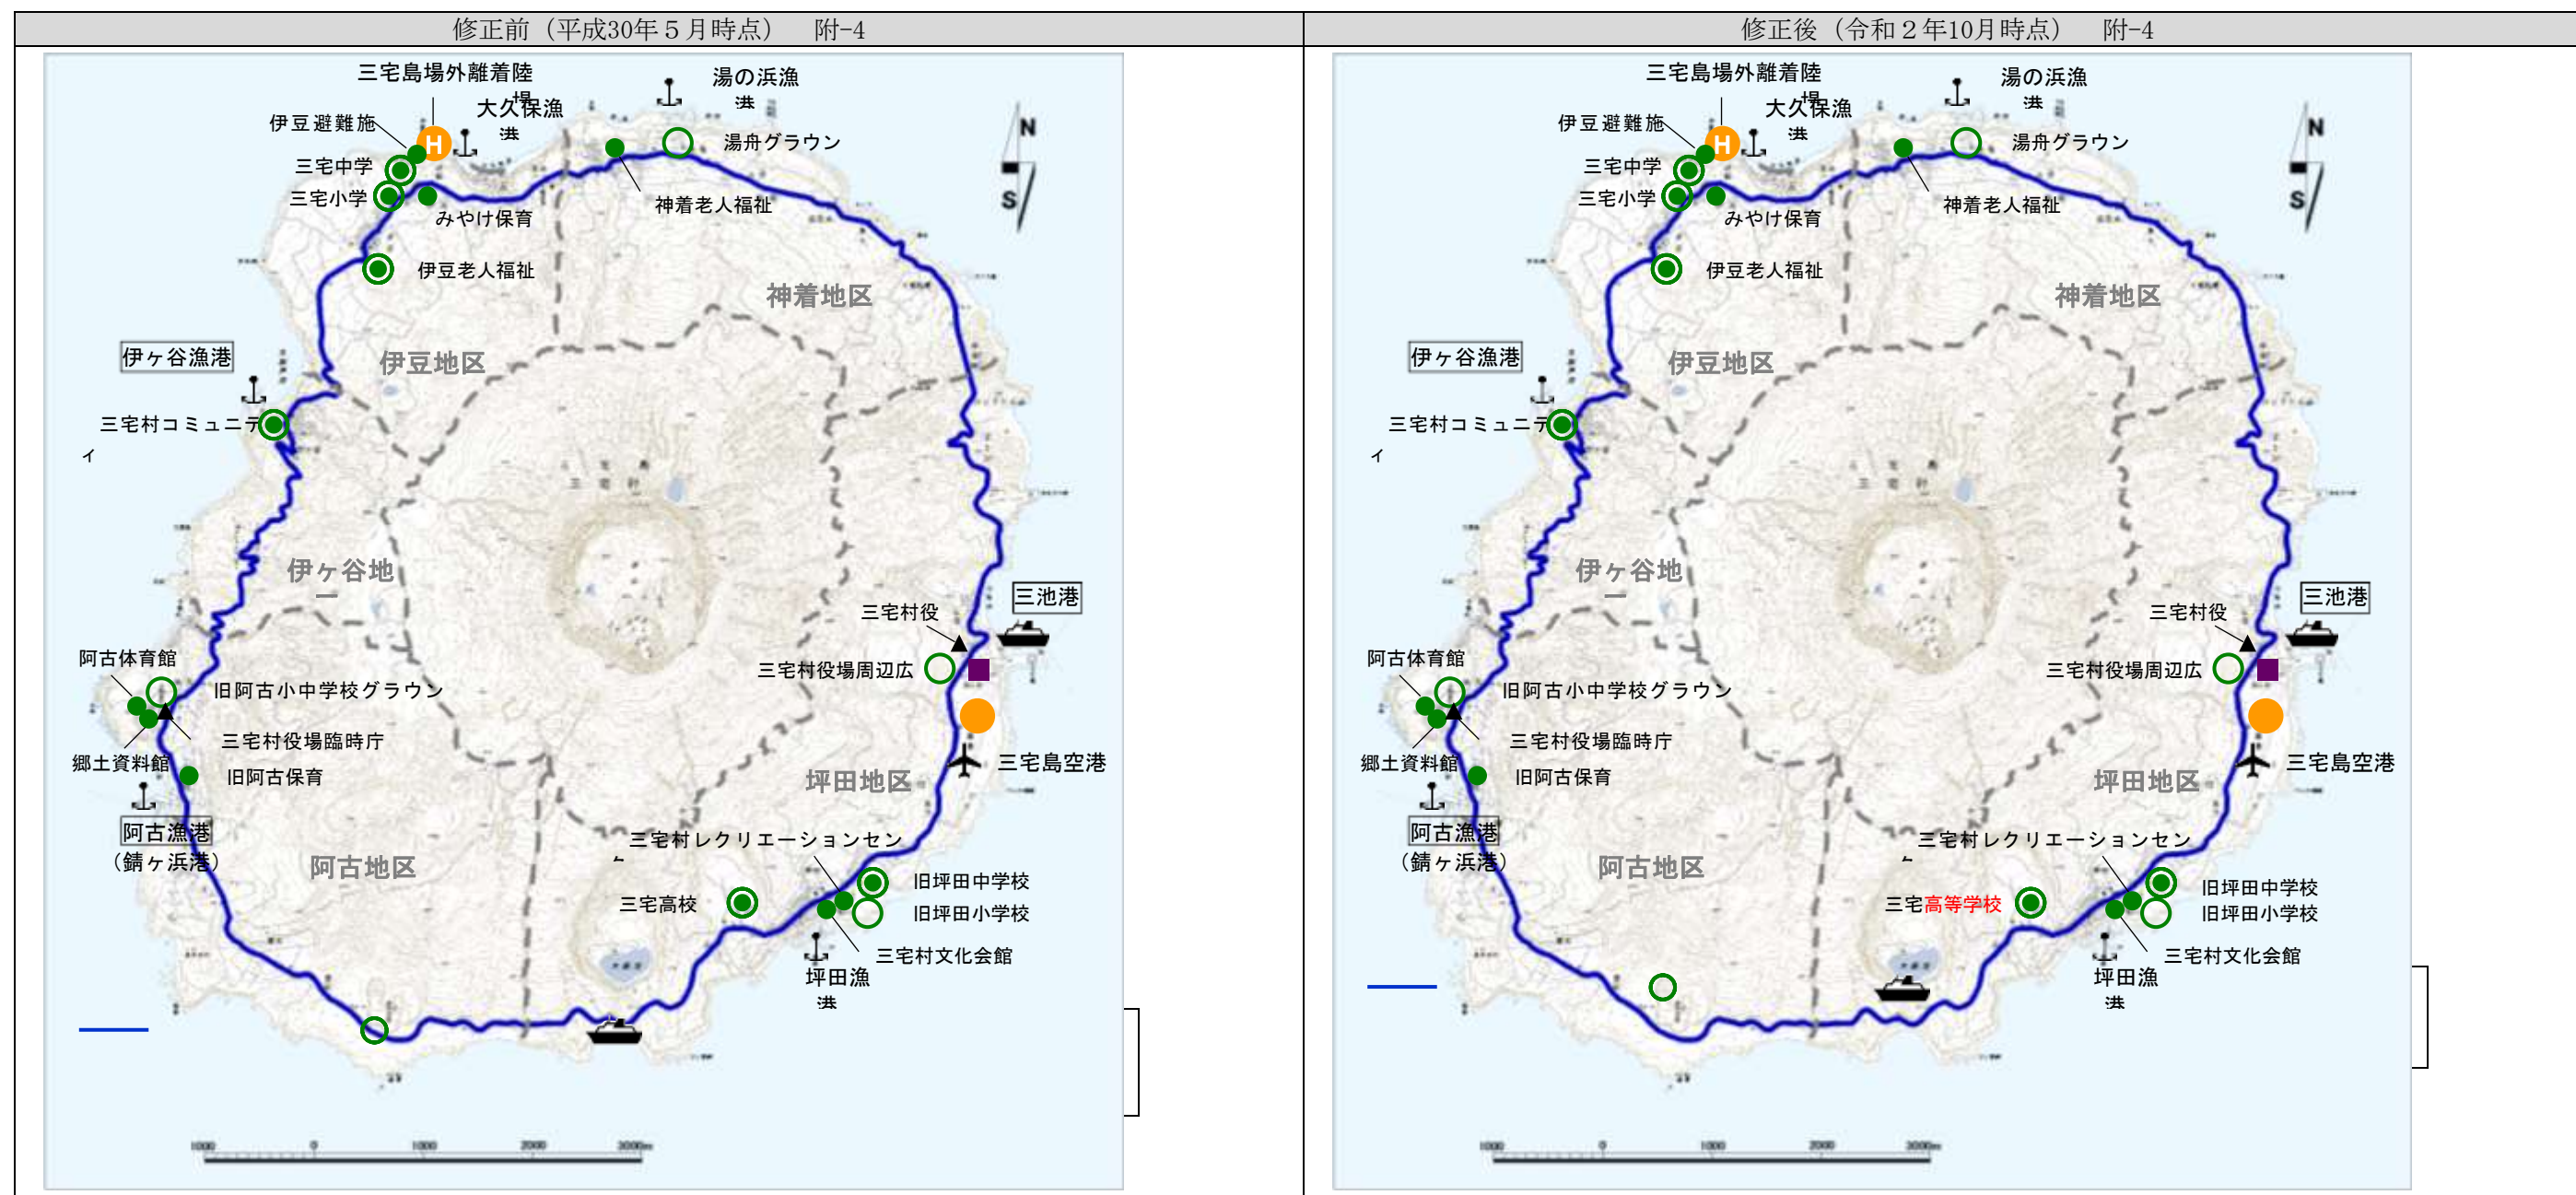 修正前（平成30年５月時点）　附-4
三宅島場外離着陸
場
湯の浜漁
港
大久保漁
港
伊豆避難施
H
N
S
湯舟グラウン
三宅中学
三宅小学
みやけ保育
神着老人福祉
伊豆老人福祉
神着地区
伊ヶ谷漁港
伊豆地区
三宅村コミュニテ
ィ
伊ヶ谷地
三池港
三宅村役
阿古体育館
三宅村役場周辺広
旧阿古小中学校グラウン
三宅村役場臨時庁
郷土資料館
旧阿古保育
三宅島空港
坪田地区
阿古漁港
（錆ヶ浜港）
三宅村レクリエーションセン
阿古地区
旧坪田中学校
三宅高校
旧坪田小学校
三宅村文化会館
坪田漁
港
1000 0 1000 2000 3000m
修正後（令和２年10月時点）　附-4
三宅島場外離着陸
場
湯の浜漁
港
大久保漁
港
伊豆避難施
H
N
S
湯舟グラウン
三宅中学
三宅小学
みやけ保育
神着老人福祉
伊豆老人福祉
神着地区
伊ヶ谷漁港
伊豆地区
三宅村コミュニテ
ィ
伊ヶ谷地
三池港
三宅村役
阿古体育館
三宅村役場周辺広
旧阿古小中学校グラウン
三宅村役場臨時庁
郷土資料館
旧阿古保育
三宅島空港
坪田地区
阿古漁港
（錆ヶ浜港）
三宅村レクリエーションセン
阿古地区
旧坪田中学校
三宅高等学校
旧坪田小学校
三宅村文化会館
坪田漁
港
1000 0 1000 2000 3000m